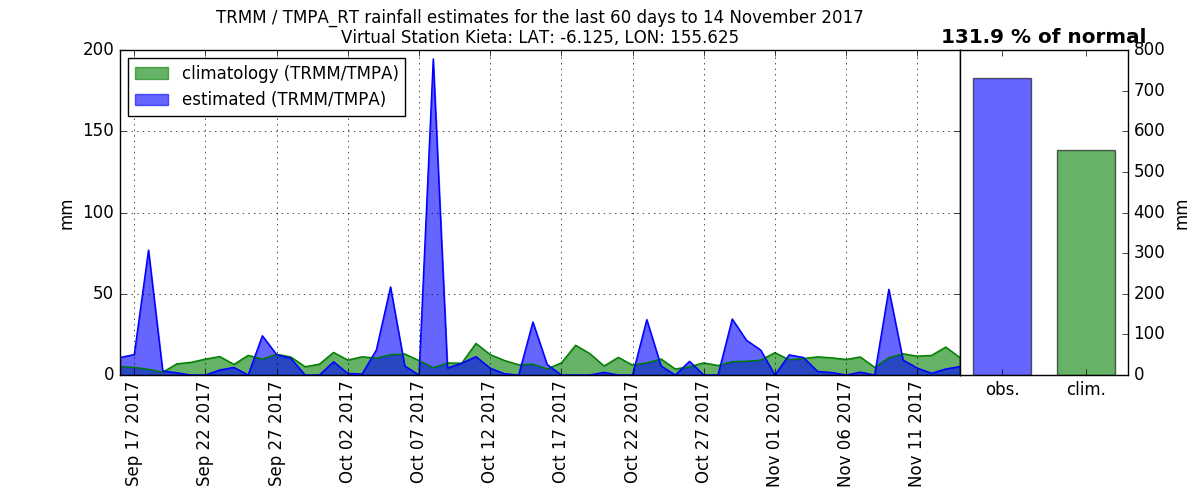 TRMM / TMPA_RT rainfall estimates for the last 60 days to 14 November 2017
Virtual Station Kieta: LAT: -6.125, LON: 155.625
131.9 % of normal
climatology (TRMM/TMPA)
estimated (TRMM/TMPA)
200
150
100
50
0
mm
800
700
600
500
400
300
200
100
0
mm
Sep 17 2017
Sep 22 2017
Sep 27 2017
Oct 02 2017
Oct 07 2017
Oct 12 2017
Oct 17 2017
Oct 22 2017
Oct 27 2017
Nov 01 2017
Nov 06 2017
Nov 11 2017
obs.
clim.